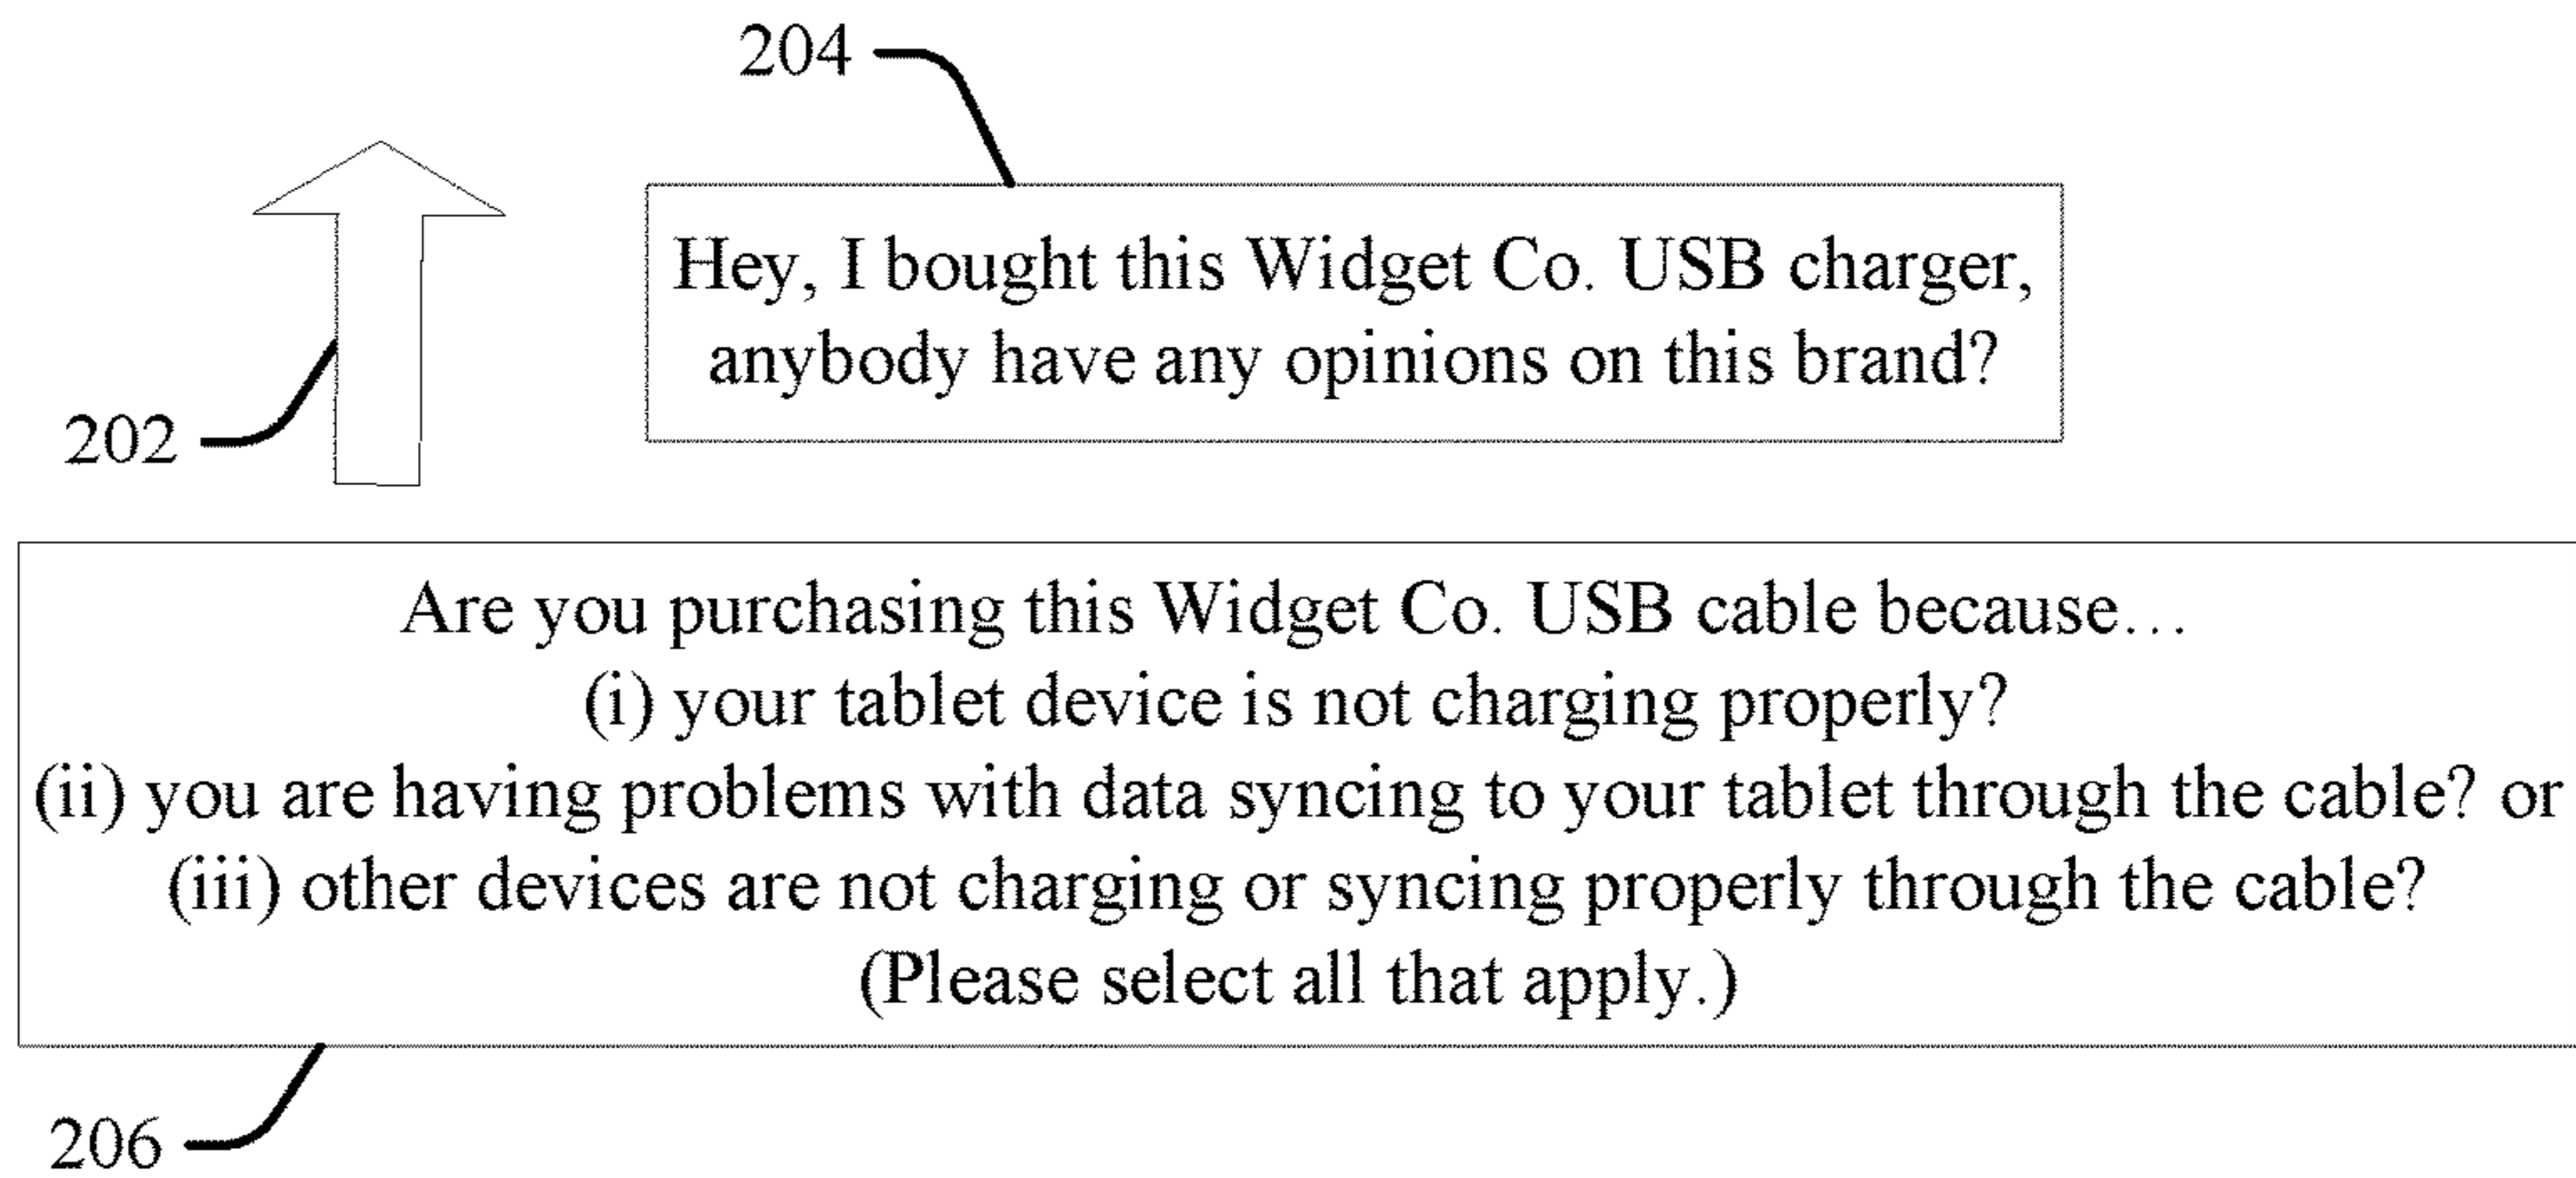 204
Hey, I bought this Widget Co. USB charger,
anybody have any opinions on this brand?
202
Are you purchasing this Widget Co. USB cable because…
(i) your tablet device is not charging properly?
(ii) you are having problems with data syncing to your tablet through the cable? or
(iii) other devices are not charging or syncing properly through the cable?
(Please select all that apply.)
206